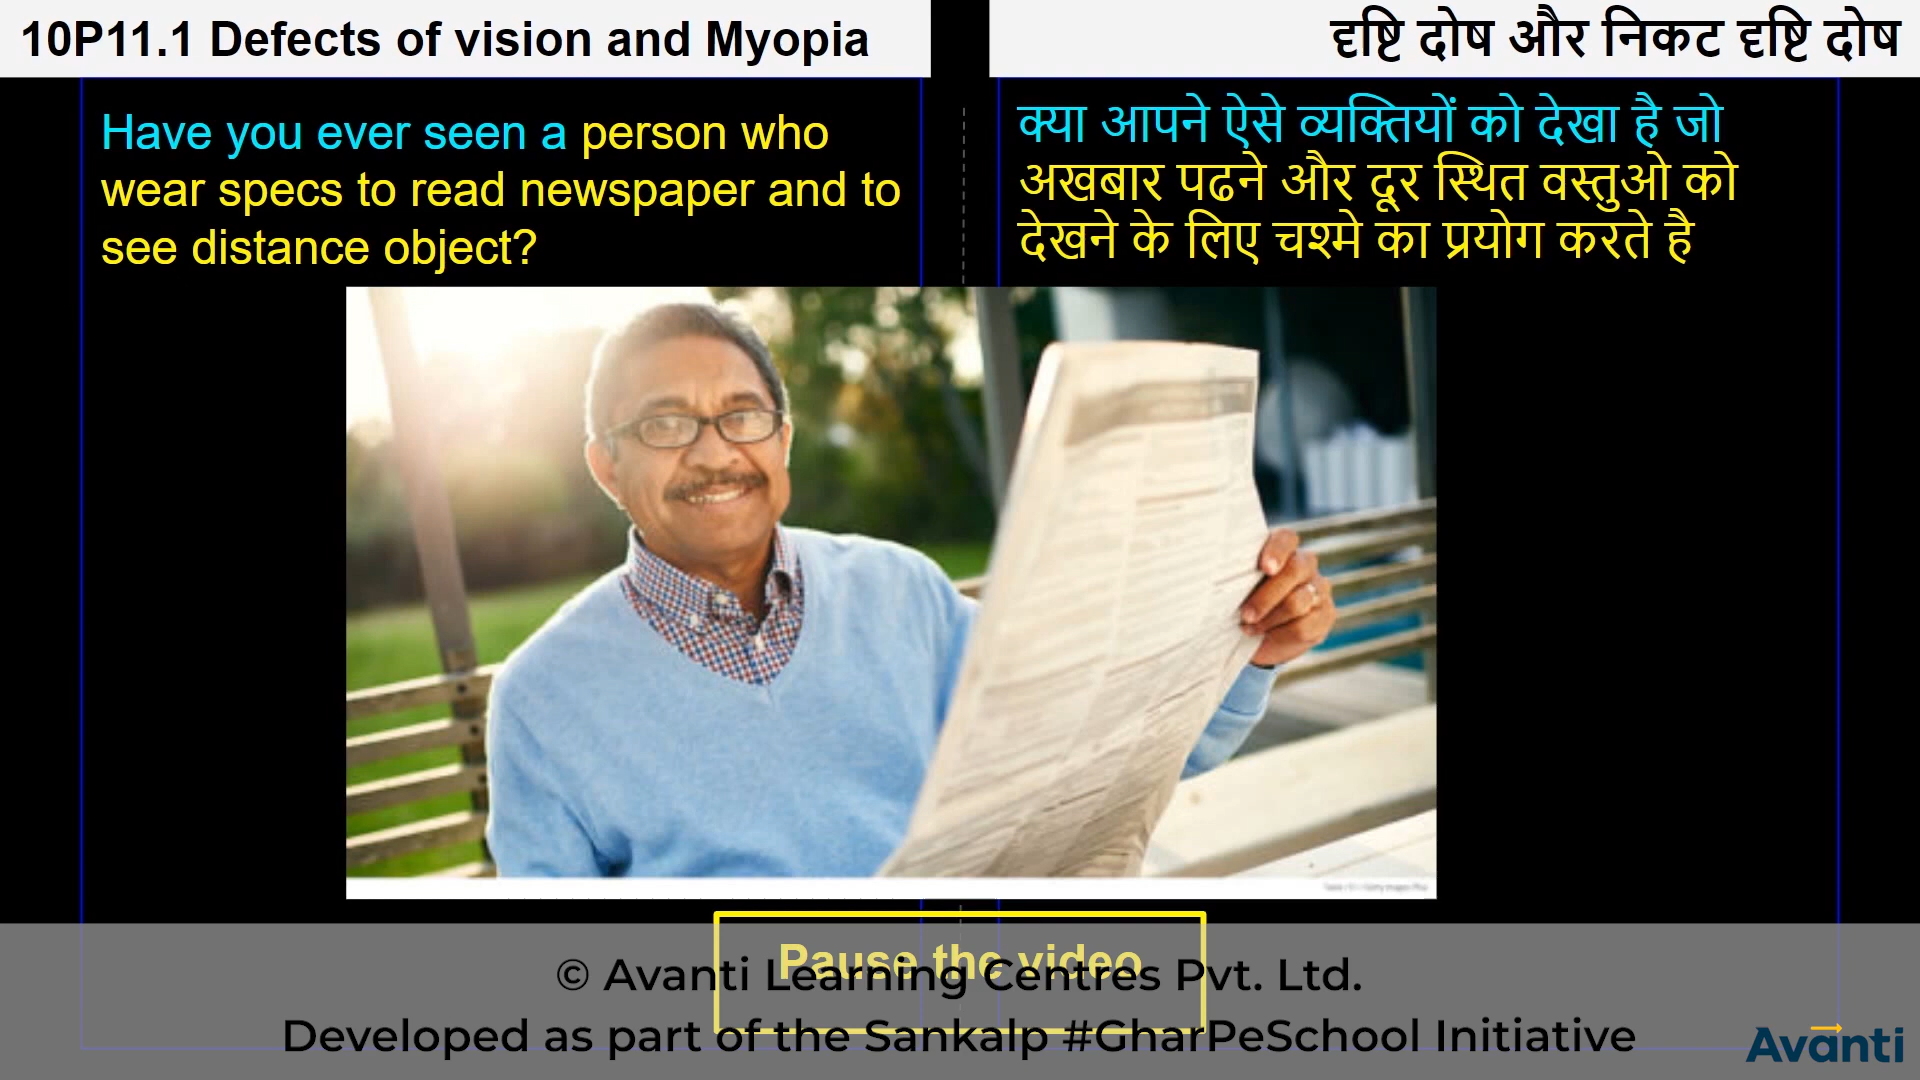 10P11.1 Defects of vision and Myopia
दृष्टि दोष और निकट दृष्टि दोष
Have you ever seen a person who
wear specs to read newspaper and to
see distance object?
क्या आपने ऐसे व्यक्तियों को देखा है जो
अखबार पढने और दूर स्थित वस्तुओ को
देखने के लिए चश्मे का प्रयोग करते है
Pause the video
© Avanti Learning Centres Pvt. Ltd.
Developed as part of the Sankalp #GharPeSchool Initiative
Avanti